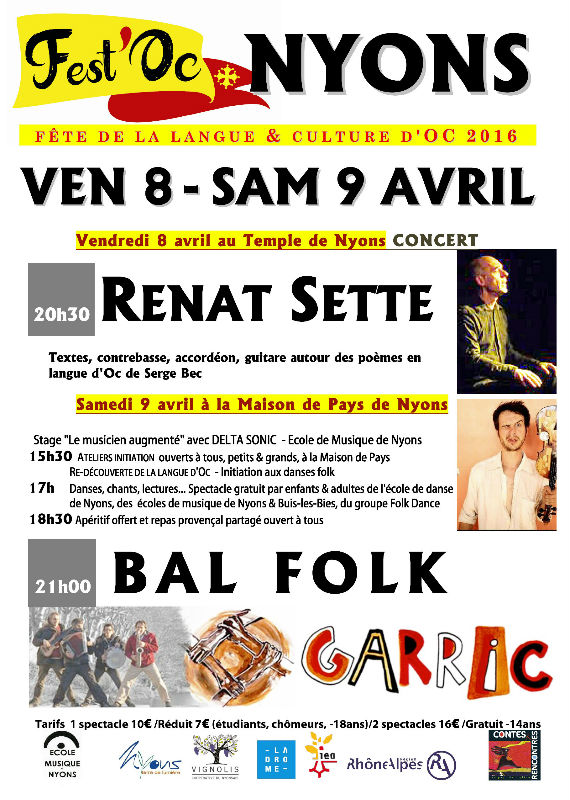 Fest'Oc NYONS
FÊTE DE LA LANGUE & CULTURE D'OC 2016
VEN 8 - SAM 9 AVRIL
Vendredi 8 avril au Temple de Nyons CONCERT
20h30 RENAT SETTE
Textes, contrebasse, accordéon, guitare autour des poèmes en
langue d'Oc de Serge Bec
Samedi 9 avril à la Maison de Pays de Nyons
Stage "Le musicien augmenté" avec DELTA SONIC - Ecole de Musique de Nyons
15h30 ATELIERS INITIATION ouverts à tous, petits & grands, à la Maison de Pays
RE-DÉCOUVERTE DE LA LANGUE D'OC - Initiation aux danses folk
17h Danses, chants, lectures... Spectacle gratuit par enfants & adultes de l'école de danse
de Nyons, des écoles de musique de Nyons & Buis-les-Bies, du groupe Folk Dance
18h30 Apéritif offert et repas provençal partagé ouvert à tous
21h00 BAL FOLK
GARRIC
Tarifs 1 spectacle 10€ /Réduit 7€ (étudiants, chômeurs, -18ans)/2 spectacles 16€ /Gratuit -14ans
ECOLE
MUSIQUE
NYONS
Nyons
VIGNOLIS
- LA
DRO
ME -
iea
RhôneAlpes RA
CONTES
RENCONTRES